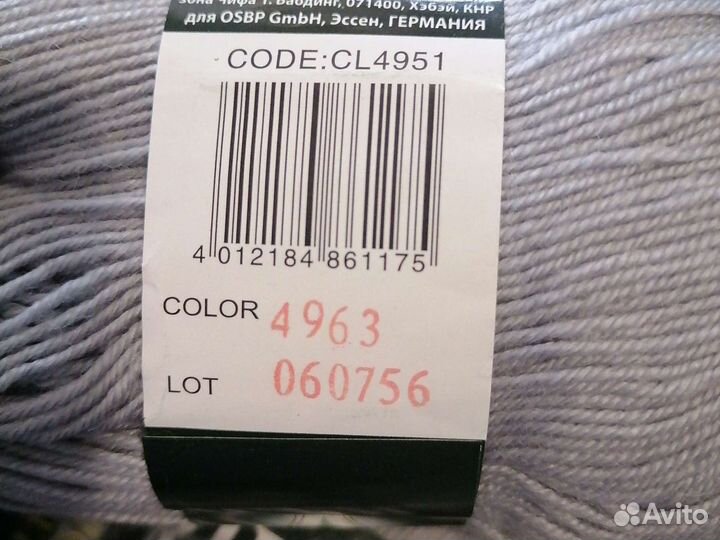 зона Чифа г. Баодинг, 071400, Хэбэй, КНР
для OSBP GmbH, Эссен, ГЕРМАНИЯ
CODE:CL4951
4 012184 861175
COLOR 4963
LOT 060756
Avito